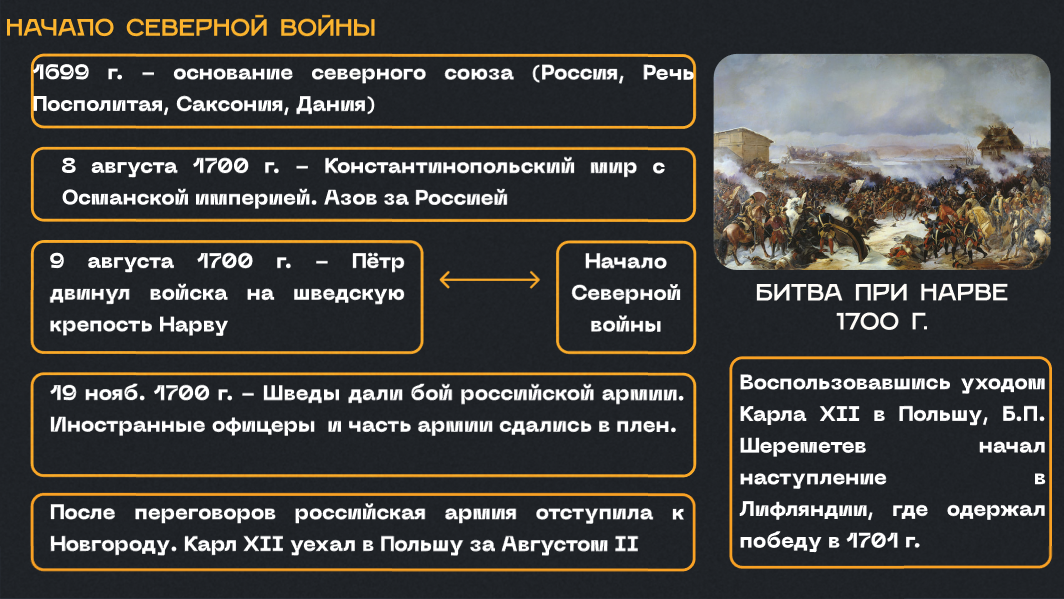 НАЧАЛО СЕВЕРНОЙ ВОЙНЫ
1699 г. – основание северного союза (Россия, Речь
Посполитая, Саксония, Дания)
8 августа 1700 г. – Константинопольский мир с
Османской империей. Азов за Россией
9 августа 1700 г. – Пётр
двинул войска на шведскую
крепость Нарву
Начало
Северной
войны
19 нояб. 1700 г. – Шведы дали бой российской армии.
Иностранные офицеры и часть армии сдались в плен.
После переговоров российская армия отступила к
Новгороду. Карл XII уехал в Польшу за Августом II
БИТВА ПРИ НАРВЕ
1700 Г.
Воспользовавшись уходом
Карла XII в Польшу, Б.П.
Шереметев начал
наступление в
Лифляндии, где одержал
победу в 1701 г.